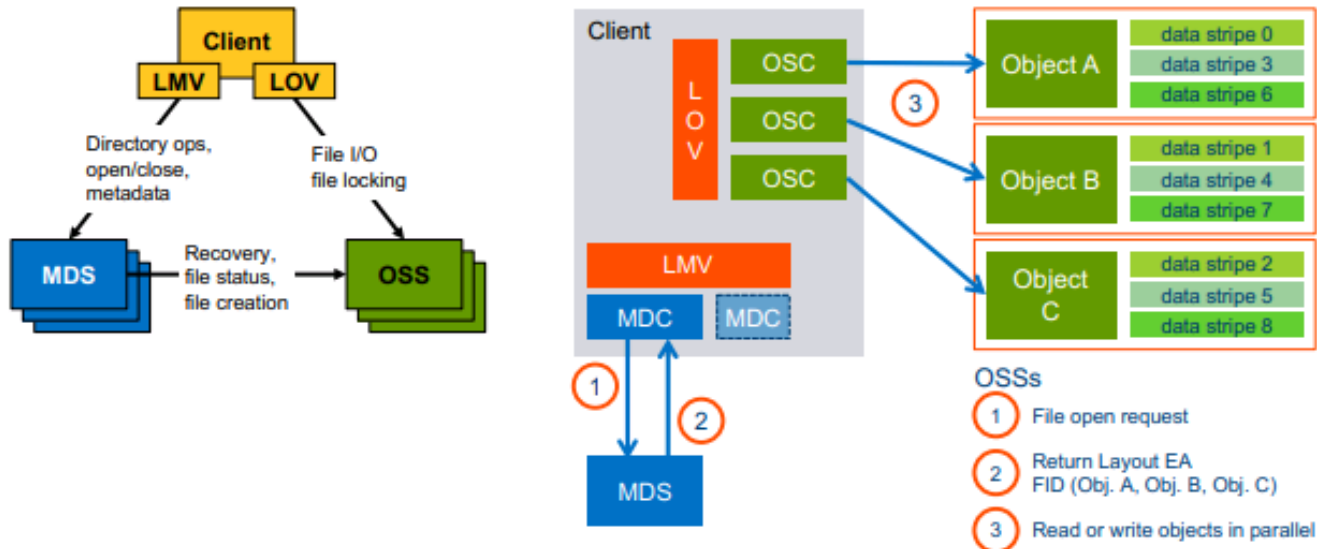 Client
LMV
LOV
Directory ops,
open/close,
metadata
File I/O
file locking
MDS
Recovery,
file status,
file creation
OSS
Client
L
O
V
OSC
OSC
OSC
LMV
MDC
MDC
1
2
MDS
3
Object A
data stripe 0
data stripe 3
data stripe 6
Object B
data stripe 1
data stripe 4
data stripe 7
Object
C
data stripe 2
data stripe 5
data stripe 8
OSSs
1 File open request
2 Return Layout EA
FID (Obj. A, Obj. B, Obj. C)
3 Read or write objects in parallel